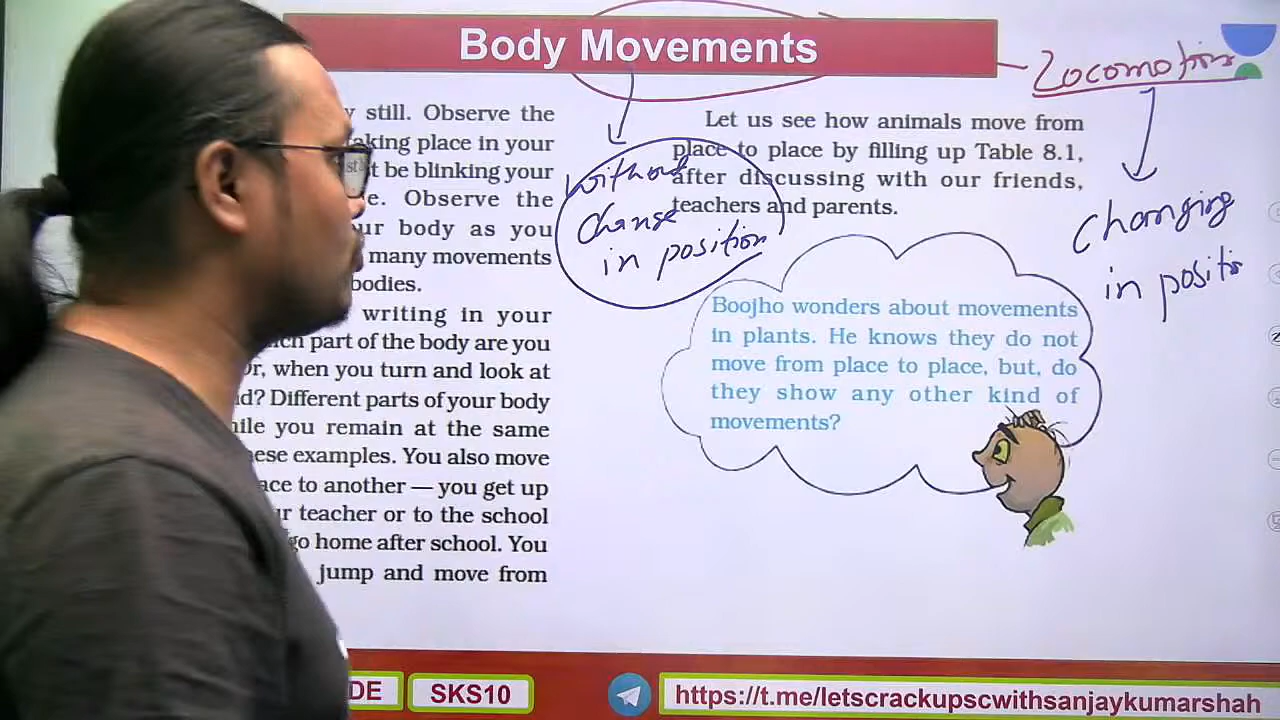 Body Movements
Locomotion
still. Observe the
taking place in your
be blinking your
Observe the
body as you
many movements
bodies.
writing in your
part of the body are you
when you turn and look at
Different parts of your body
you remain at the same
these examples. You also move
to another — you get up
teacher or to the school
go home after school. You
jump and move from
without
change
in position
Let us see how animals move from
place to place by filling up Table 8.1,
after discussing with our friends,
teachers and parents.
Changing
in positi
Boojho wonders about movements
in plants. He knows they do not
move from place to place, but, do
they show any other kind of
movements?
DE
SKS10
https://t.me/letscrackupscwithsanjaykumarshah